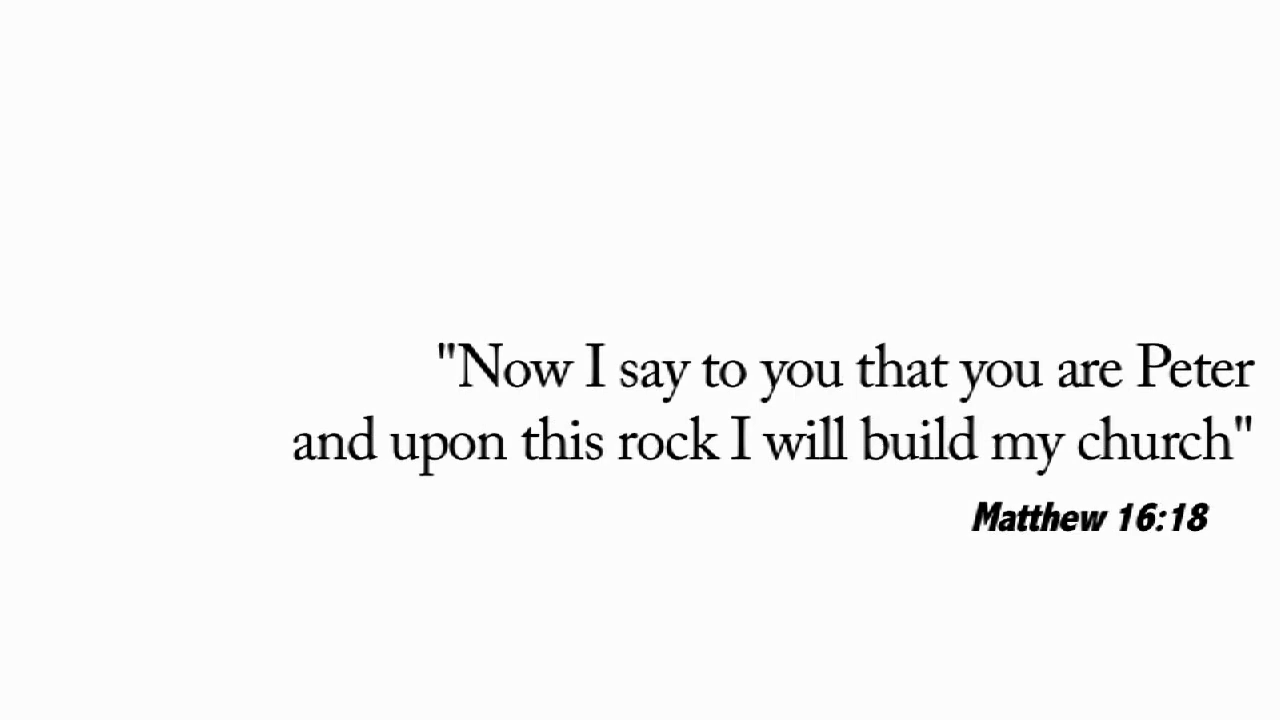 "Now I say to you that you are Peter
and upon this rock I will build my church"
Matthew 16:18